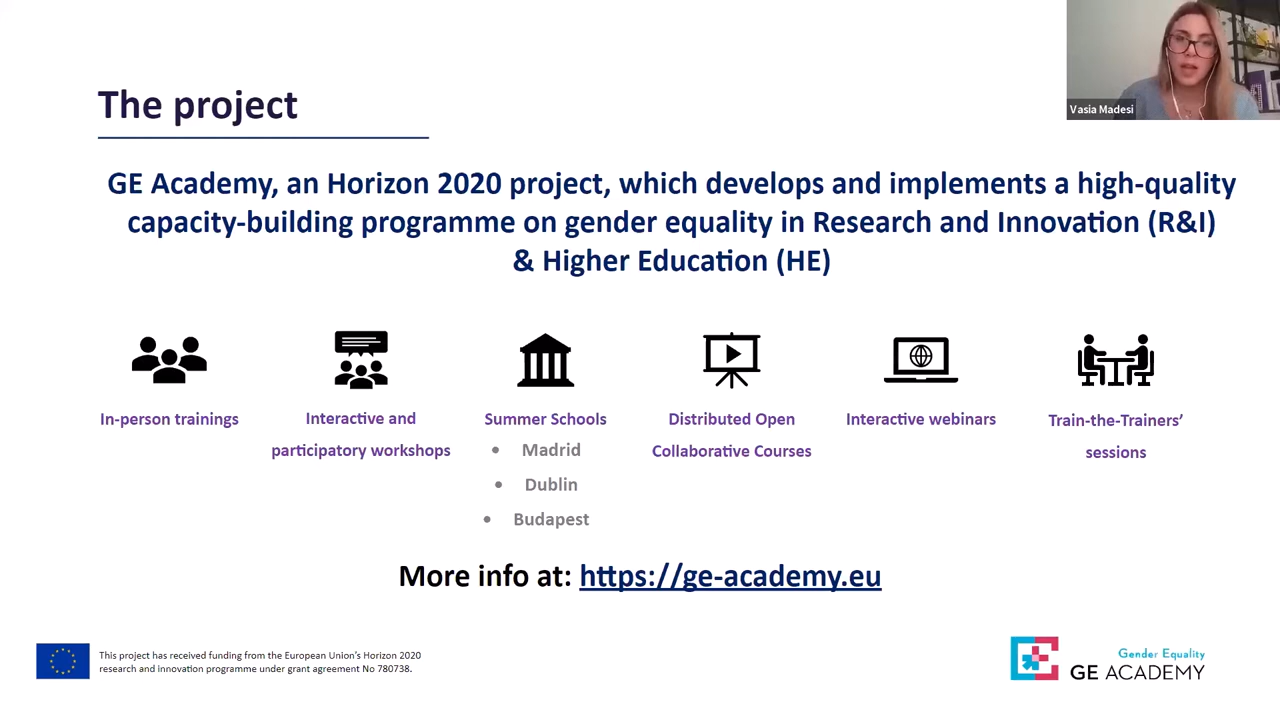 Vasia Madesi
The project
GE Academy, an Horizon 2020 project, which develops and implements a high-quality
capacity-building programme on gender equality in Research and Innovation (R&I)
& Higher Education (HE)
In-person trainings
Interactive and
participatory workshops
Summer Schools
• Madrid
• Dublin
• Budapest
Distributed Open
Collaborative Courses
Interactive webinars
Train-the-Trainers’
sessions
More info at: https://ge-academy.eu
This project has received funding from the European Union’s Horizon 2020
research and innovation programme under grant agreement No 780738.
Gender Equality
GE ACADEMY